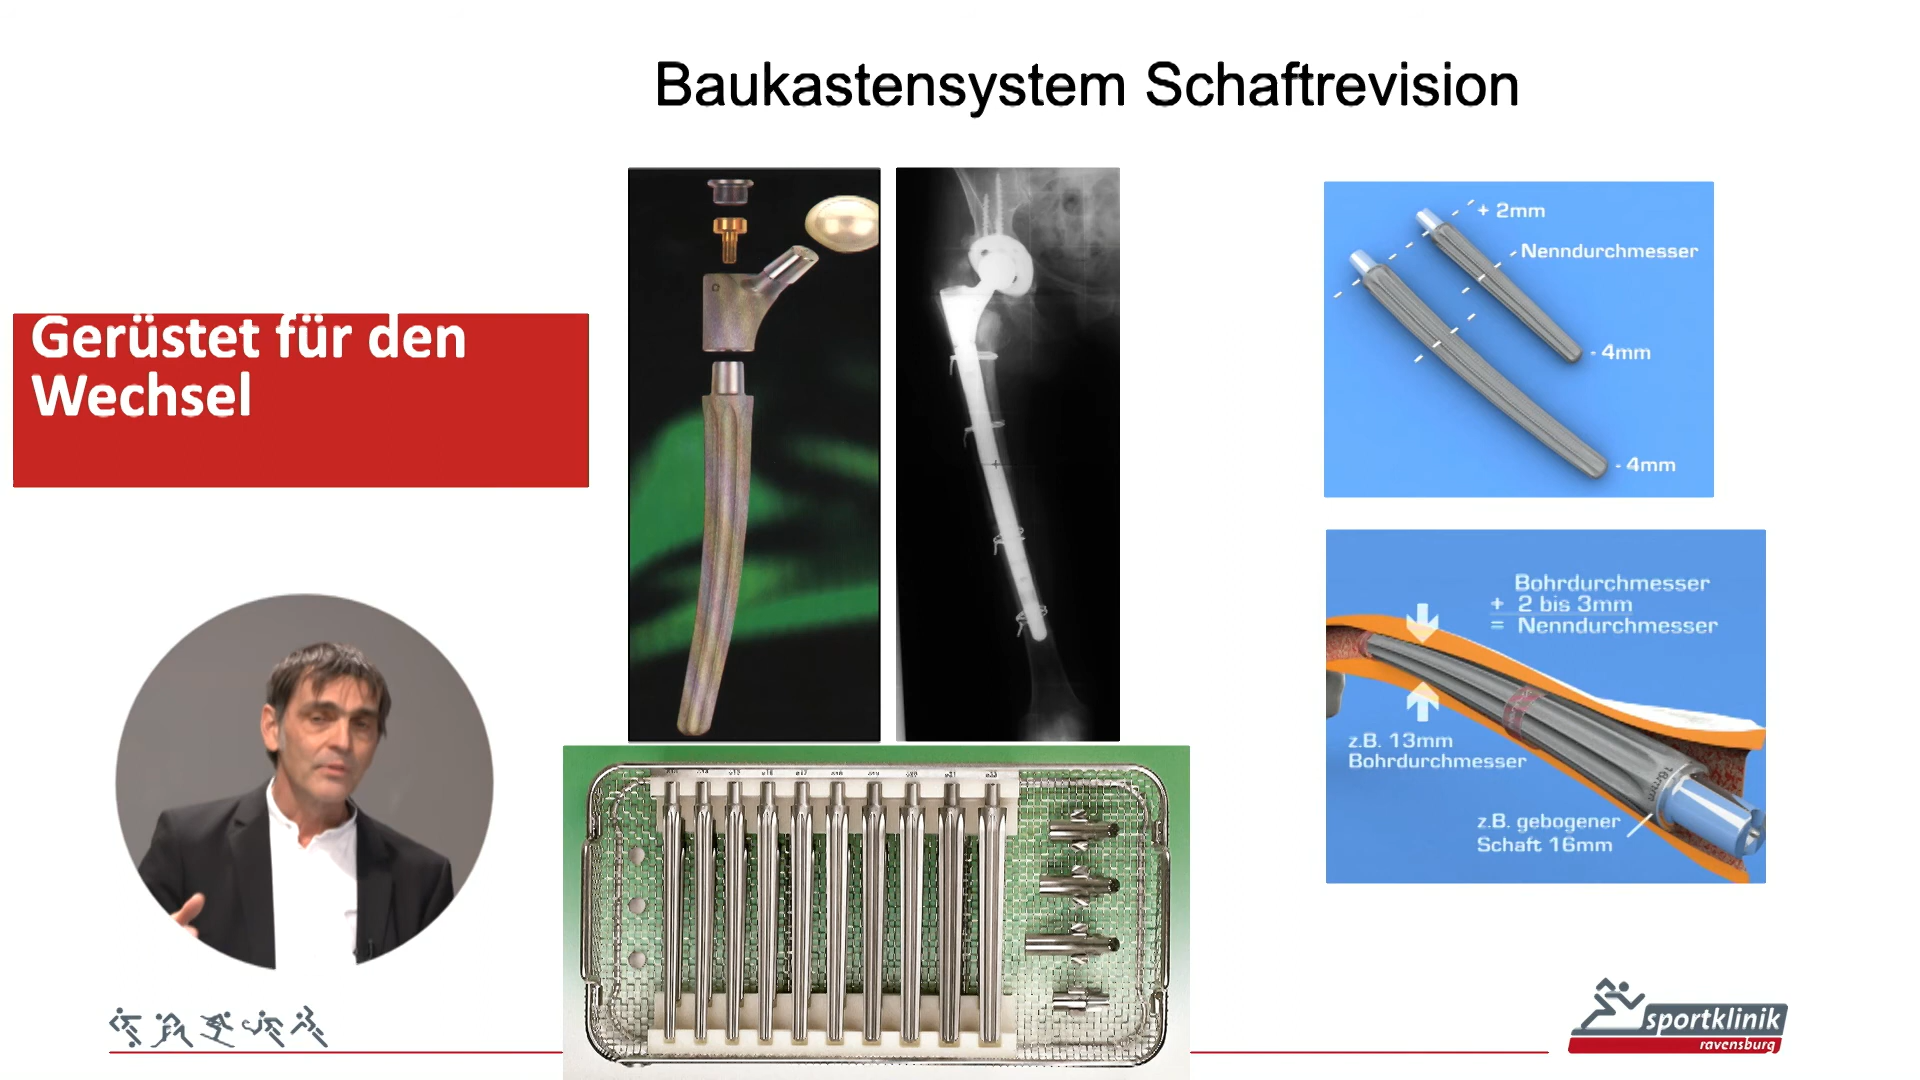 Baukastensystem Schaftrevision
Gerüstet für den
Wechsel
+ 2mm
Nenndurchmesser
- 4mm
- 4mm
Bohrdurchmesser
+ 2 bis 3mm
= Nenndurchmesser
z.B. 13mm
Bohrdurchmesser
z.B. gebogener
Schaft 16mm
sportklinik
ravensburg